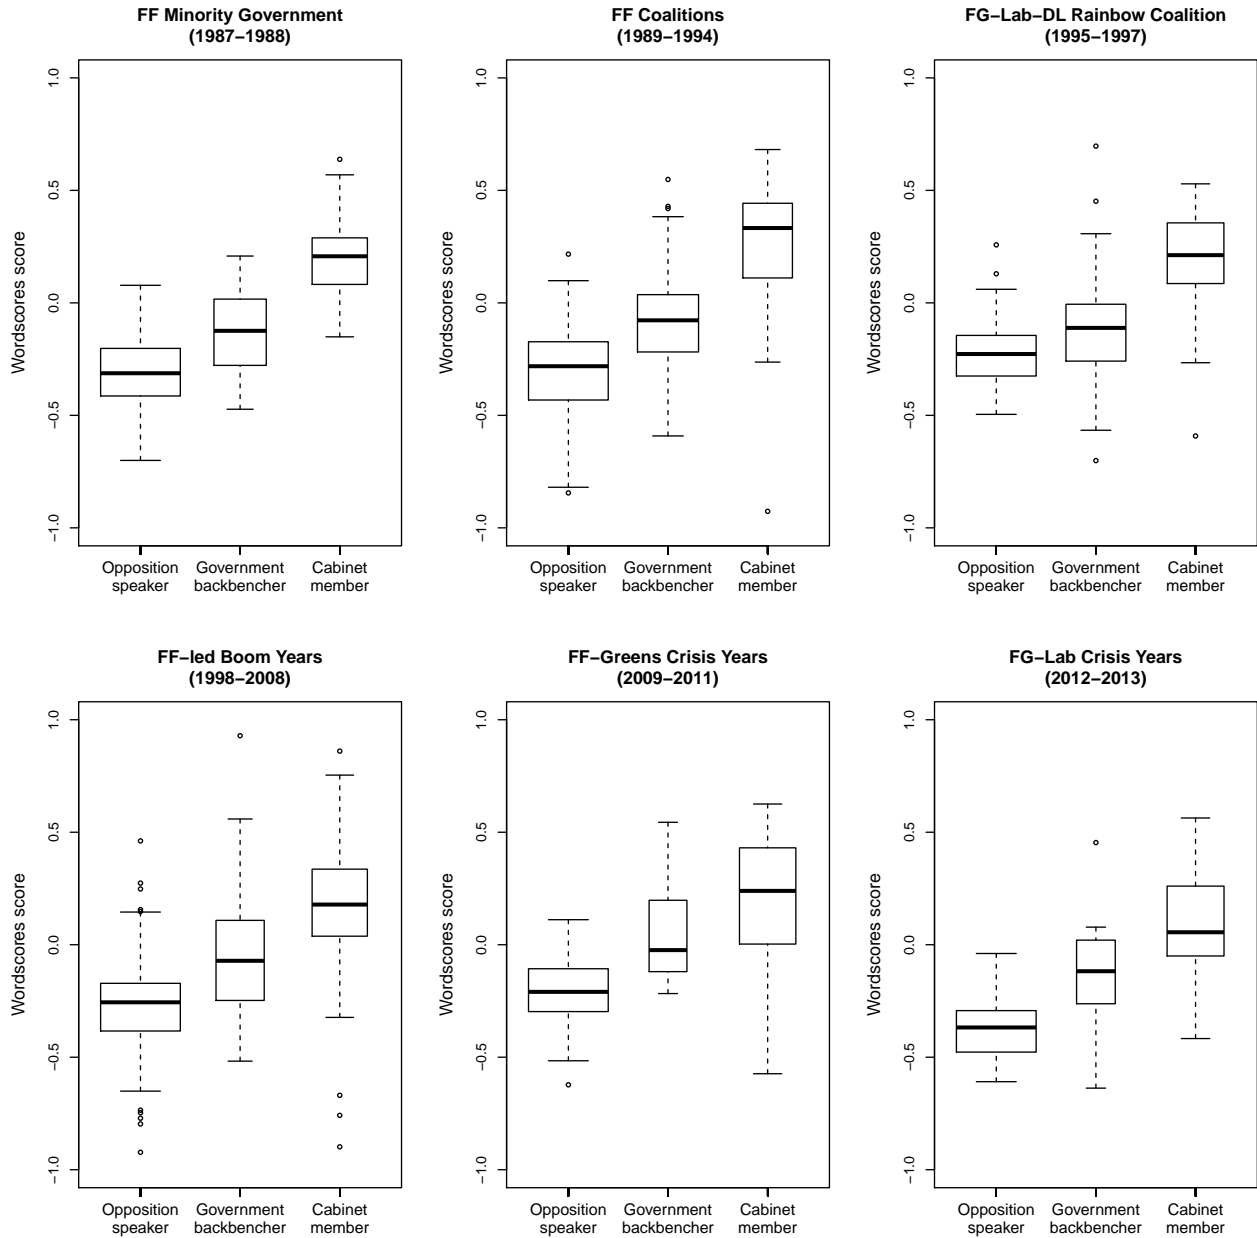 FF Minority Government
(1987−1988)
Wordscores score
1.0
0.5
0.0
−0.5
−1.0
Opposition speaker
Government backbencher
Cabinet member
FF Coalitions
(1989−1994)
Wordscores score
1.0
0.5
0.0
−0.5
−1.0
Opposition speaker
Government backbencher
Cabinet member
FG−Lab−DL Rainbow Coalition
(1995−1997)
Wordscores score
1.0
0.5
0.0
−0.5
−1.0
Opposition speaker
Government backbencher
Cabinet member
FF−led Boom Years
(1998−2008)
Wordscores score
1.0
0.5
0.0
−0.5
−1.0
Opposition speaker
Government backbencher
Cabinet member
FF−Greens Crisis Years
(2009−2011)
Wordscores score
1.0
0.5
0.0
−0.5
−1.0
Opposition speaker
Government backbencher
Cabinet member
FG−Lab Crisis Years
(2012−2013)
Wordscores score
1.0
0.5
0.0
−0.5
−1.0
Opposition speaker
Government backbencher
Cabinet member